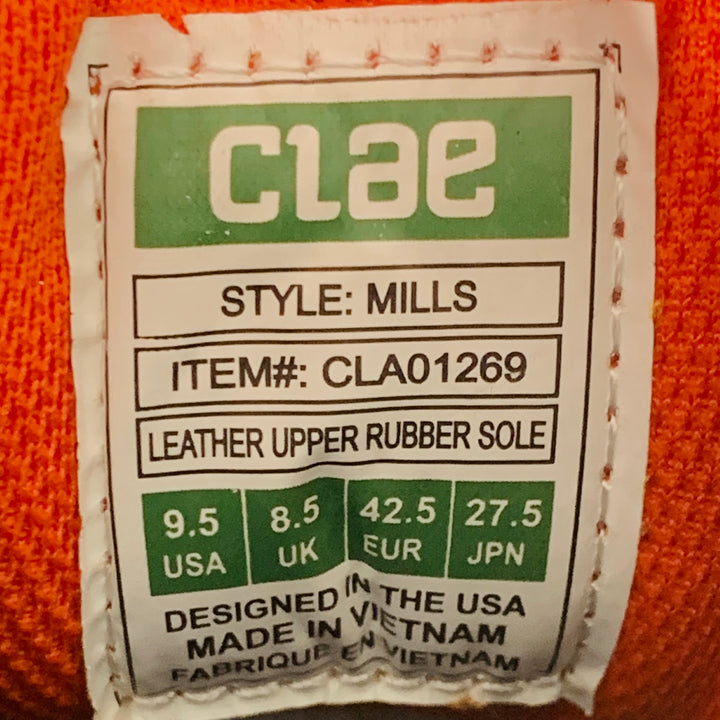 clae
STYLE: MILLS
ITEM#: CLA01269
LEATHER UPPER RUBBER SOLE
9.5 8.5 42.5 27.5
USA UK EUR JPN
DESIGNED IN THE USA
MADE IN VIETNAM
FABRIQUE EN VIETNAM